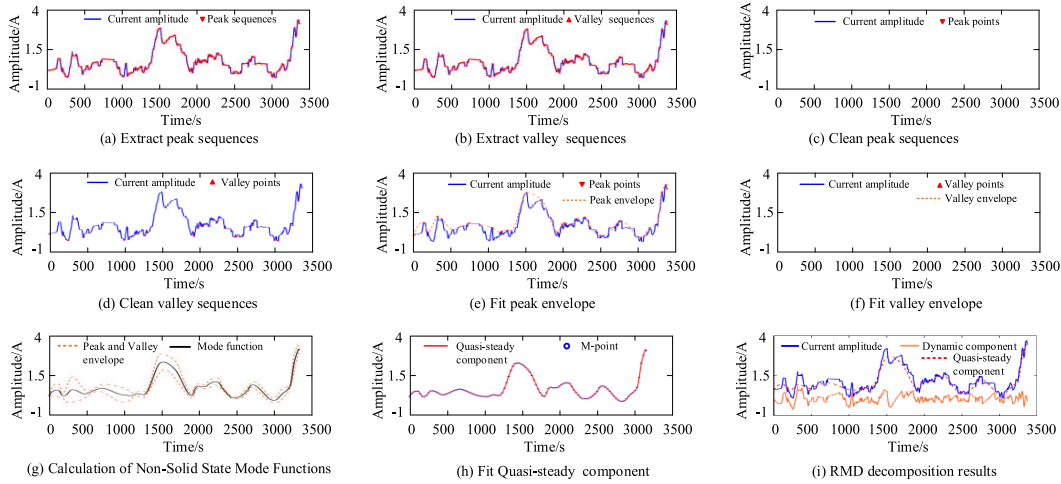 Amplitude/A
4
1.5
-1
Current amplitude
Peak sequences
0 500 1000 1500 2000 2500 3000 3500
Time/s
(a) Extract peak sequences
Amplitude/A
4
1.5
-1
Current amplitude
Valley sequences
0 500 1000 1500 2000 2500 3000 3500
Time/s
(b) Extract valley sequences
Amplitude/A
4
1.5
-1
Current amplitude
Peak points
0 500 1000 1500 2000 2500 3000 3500
Time/s
(c) Clean peak sequences
Amplitude/A
4
1.5
-1
Current amplitude
Valley points
0 500 1000 1500 2000 2500 3000 3500
Time/s
(d) Clean valley sequences
Amplitude/A
4
1.5
-1
Current amplitude
Peak points
Peak envelope
0 500 1000 1500 2000 2500 3000 3500
Time/s
(e) Fit peak envelope
Amplitude/A
4
1.5
-1
Current amplitude
Valley points
Valley envelope
0 500 1000 1500 2000 2500 3000 3500
Time/s
(f) Fit valley envelope
Amplitude/A
4
1.5
-1
Peak and Valley
envelope
Mode function
0 500 1000 1500 2000 2500 3000 3500
Time/s
(g) Calculation of Non-Solid State Mode Functions
Amplitude/A
4
1.5
-1
Quasi-steady
component
M-point
0 500 1000 1500 2000 2500 3000 3500
Time/s
(h) Fit Quasi-steady component
Amplitude/A
4
1.5
-1
Current amplitude
Dynamic component
Quasi-steady
component
0 500 1000 1500 2000 2500 3000 3500
Time/s
(i) RMD decomposition results